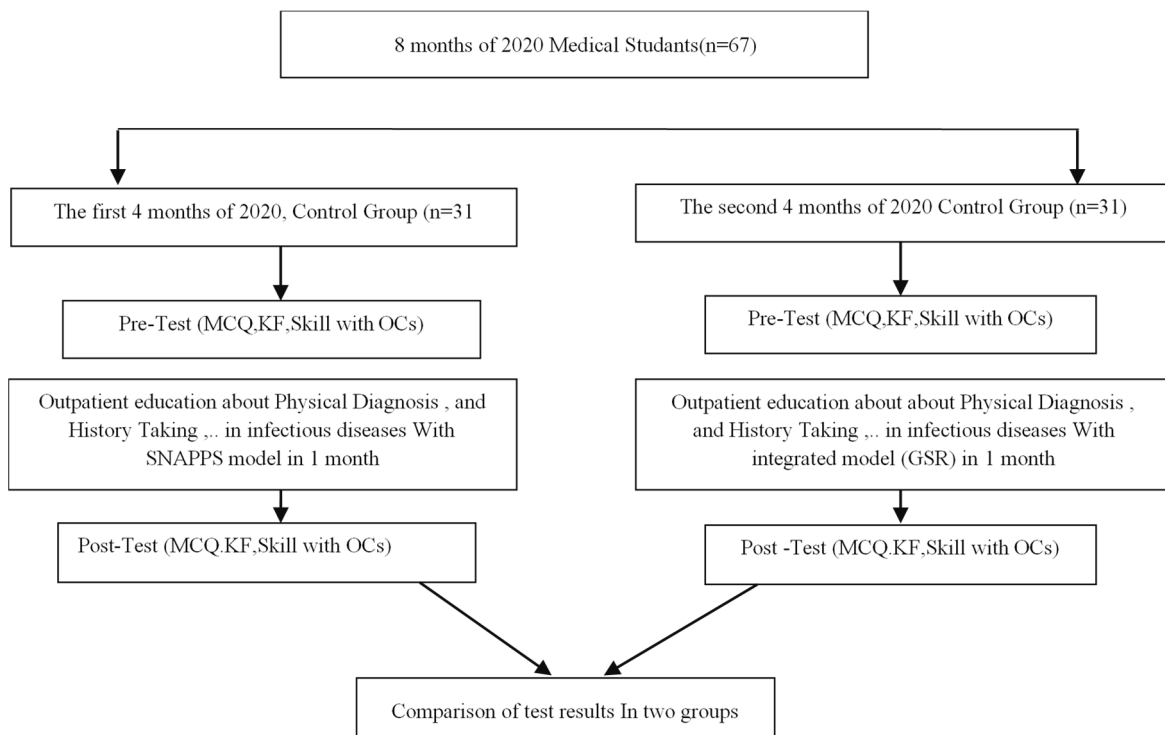 8 months of 2020 Medical Studants(n=67)
The first 4 months of 2020, Control Group (n=31
The second 4 months of 2020 Control Group (n=31)
Pre-Test (MCQ,KF,Skill with OCs)
Pre-Test (MCQ,KF,Skill with OCs)
Outpatient education about Physical Diagnosis , and
History Taking ,.. in infectious diseases With
SNAPPS model in 1 month
Outpatient education about about Physical Diagnosis ,
and History Taking ,.. in infectious diseases With
integrated model (GSR) in 1 month
Post-Test (MCQ.KF,Skill with OCs)
Post -Test (MCQ.KF,Skill with OCs)
Comparison of test results In two groups